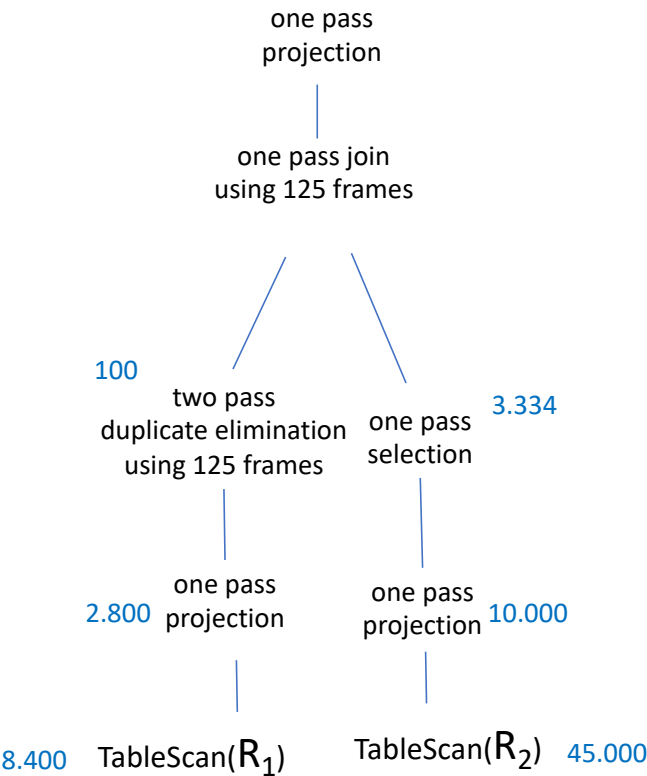 one pass
projection
one pass join
using 125 frames
100
two pass
duplicate elimination
using 125 frames
3.334
one pass
selection
2.800
one pass
projection
one pass
projection
10.000
8.400
TableScan(R1)
TableScan(R2)
45.000